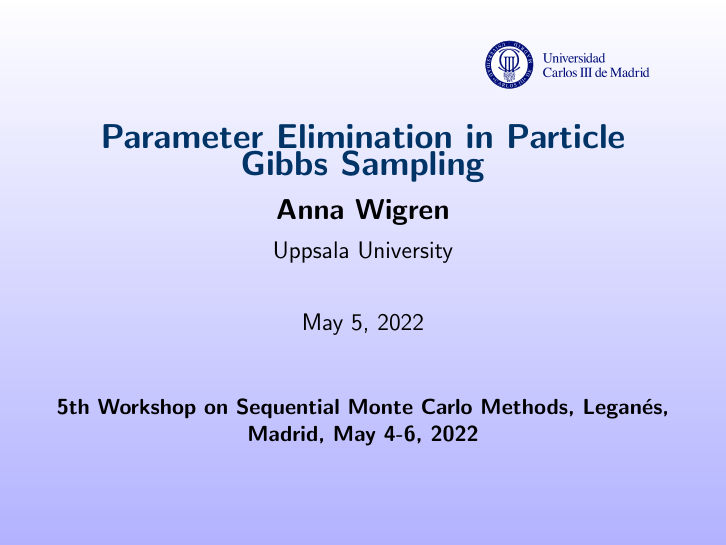 Universidad
Carlos III de Madrid
Parameter Elimination in Particle
Gibbs Sampling
Anna Wigren
Uppsala University
May 5, 2022
5th Workshop on Sequential Monte Carlo Methods, Leganés,
Madrid, May 4-6, 2022